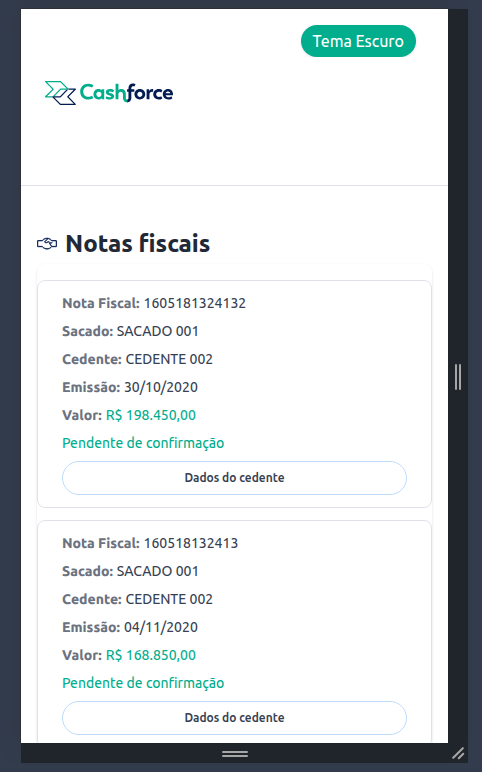 Tema Escuro
Cashforce
Notas fiscais
Nota Fiscal: 1605181324132
Sacado: SACADO 001
Cedente: CEDENTE 002
Emissão: 30/10/2020
Valor: R$ 198.450,00
Pendente de confirmação
Dados do cedente
Nota Fiscal: 160518132413
Sacado: SACADO 001
Cedente: CEDENTE 002
Emissão: 04/11/2020
Valor: R$ 168.850,00
Pendente de confirmação
Dados do cedente